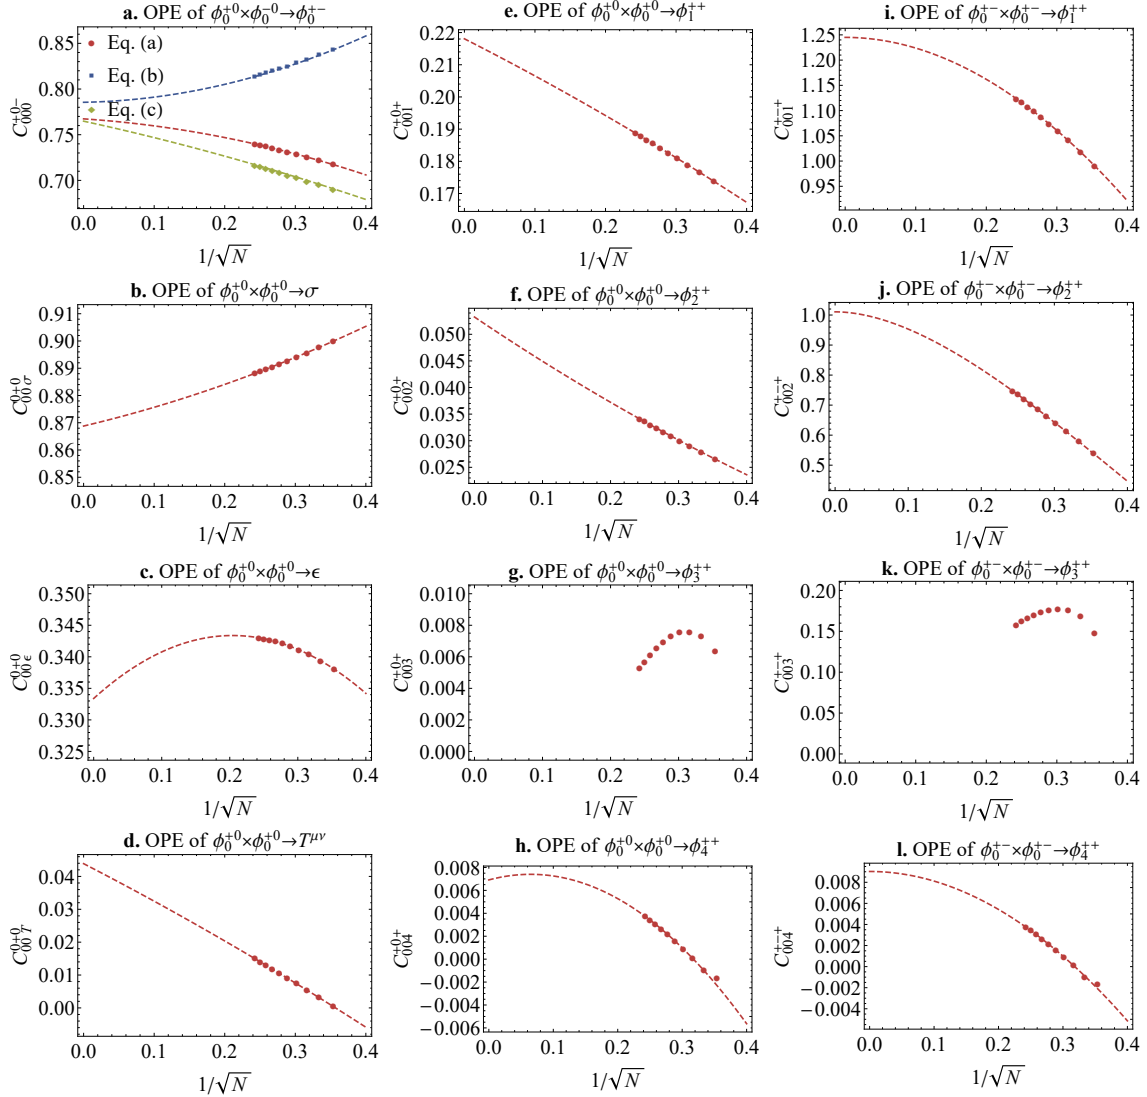 a. OPE of ϕ₀⁺⁰×ϕ₀⁻⁰→ϕ₀⁺⁻
Eq. (a)
Eq. (b)
Eq. (c)
C₀₀₀⁺⁰⁻
0.85
0.80
0.75
0.70
0.0 0.1 0.2 0.3 0.4
1/√N
e. OPE of ϕ₀⁺⁰×ϕ₀⁺⁰→ϕ₁⁺⁺
C₀₀₁⁺⁰⁺
0.22
0.21
0.20
0.19
0.18
0.17
0.0 0.1 0.2 0.3 0.4
1/√N
i. OPE of ϕ₀⁺⁻×ϕ₀⁺⁻→ϕ₁⁺⁺
C₀₀₁⁺⁻⁺
1.25
1.20
1.15
1.10
1.05
1.00
0.95
0.0 0.1 0.2 0.3 0.4
1/√N
b. OPE of ϕ₀⁺⁰×ϕ₀⁺⁰→σ
C⁰⁺⁰₀₀σ
0.91
0.90
0.89
0.88
0.87
0.86
0.85
0.0 0.1 0.2 0.3 0.4
1/√N
f. OPE of ϕ₀⁺⁰×ϕ₀⁺⁰→ϕ₂⁺⁺
C₀₀₂⁺⁰⁺
0.050
0.045
0.040
0.035
0.030
0.025
0.0 0.1 0.2 0.3 0.4
1/√N
j. OPE of ϕ₀⁺⁻×ϕ₀⁺⁻→ϕ₂⁺⁺
C₀₀₂⁺⁻⁺
1.0
0.9
0.8
0.7
0.6
0.5
0.0 0.1 0.2 0.3 0.4
1/√N
c. OPE of ϕ₀⁺⁰×ϕ₀⁺⁰→ϵ
C⁰⁺⁰₀₀ϵ
0.350
0.345
0.340
0.335
0.330
0.325
0.0 0.1 0.2 0.3 0.4
1/√N
g. OPE of ϕ₀⁺⁰×ϕ₀⁺⁰→ϕ₃⁺⁺
C₀₀₃⁺⁰⁺
0.010
0.008
0.006
0.004
0.002
0.000
0.0 0.1 0.2 0.3 0.4
1/√N
k. OPE of ϕ₀⁺⁻×ϕ₀⁺⁻→ϕ₃⁺⁺
C₀₀₃⁺⁻⁺
0.20
0.15
0.10
0.05
0.00
0.0 0.1 0.2 0.3 0.4
1/√N
d. OPE of ϕ₀⁺⁰×ϕ₀⁺⁰→T^μν
C⁰⁺⁰₀₀T
0.04
0.03
0.02
0.01
0.00
0.0 0.1 0.2 0.3 0.4
1/√N
h. OPE of ϕ₀⁺⁰×ϕ₀⁺⁰→ϕ₄⁺⁺
C₀₀₄⁺⁰⁺
0.008
0.006
0.004
0.002
0.000
−0.002
−0.004
−0.006
0.0 0.1 0.2 0.3 0.4
1/√N
l. OPE of ϕ₀⁺⁻×ϕ₀⁺⁻→ϕ₄⁺⁺
C₀₀₄⁺⁻⁺
0.008
0.006
0.004
0.002
0.000
−0.002
−0.004
0.0 0.1 0.2 0.3 0.4
1/√N